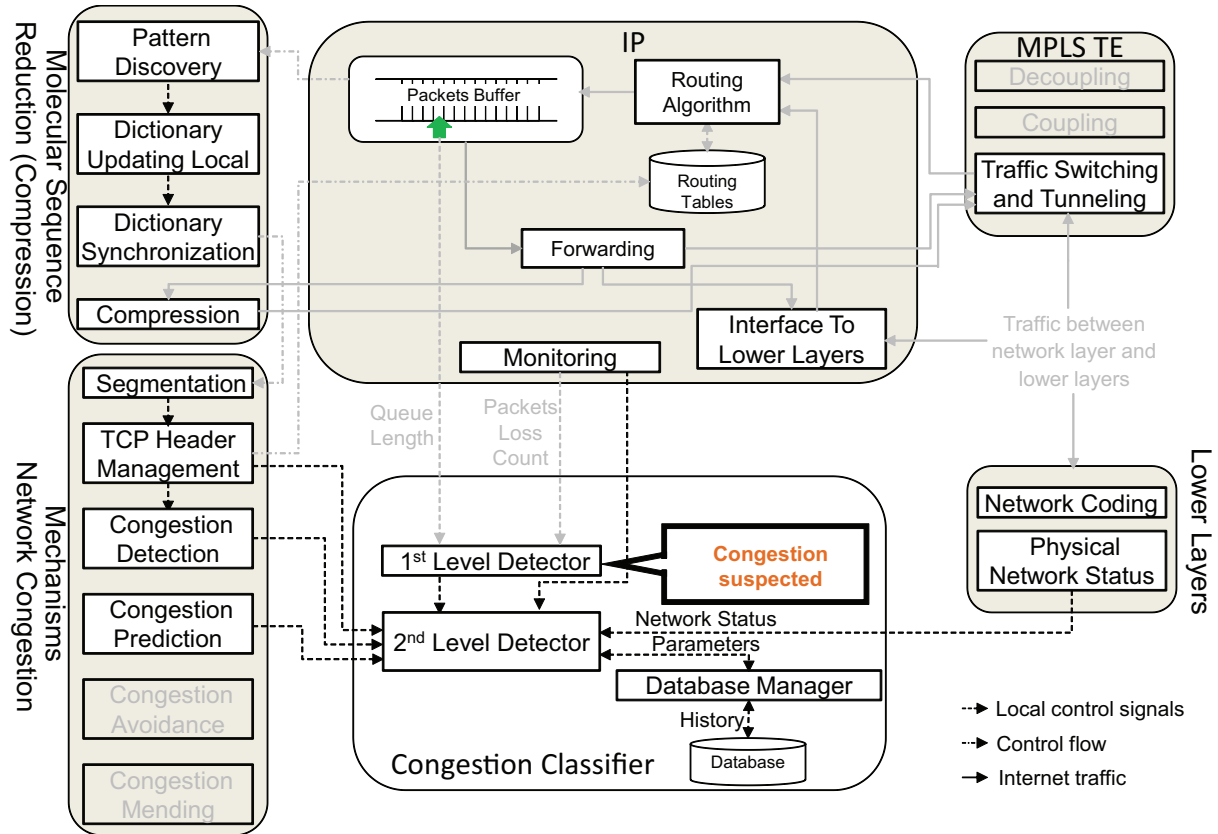 Molecular Sequence
Reduction (Compression)
Pattern
Discovery
Dictionary
Updating Local
Dictionary
Synchronization
Compression
IP
Packets Buffer
Routing
Algorithm
Routing
Tables
Forwarding
Interface To
Lower Layers
Monitoring
MPLS TE
Decoupling
Coupling
Traffic Switching
and Tunneling
Traffic between
network layer and
lower layers
Segmentation
TCP Header
Management
Congestion
Detection
Congestion
Prediction
Congestion
Avoidance
Congestion
Mending
Mechanisms
Network Congestion
Queue
Length
Packets
Loss
Count
1st Level Detector
Congestion
suspected
2nd Level Detector
Network Status
Parameters
Database Manager
History
Database
Congestion Classifier
Network Coding
Physical
Network Status
Lower Layers
Local control signals
Control flow
Internet traffic